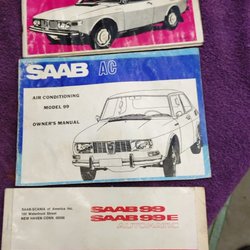 SAAB AC
AIR CONDITIONING
MODEL 99
OWNER'S MANUAL
SAAB-SCANIA of America Inc.
100 Waterfront Street
NEW HAVEN CONN. 06506
SAAB 99
SAAB 99E
AUTOMATIC